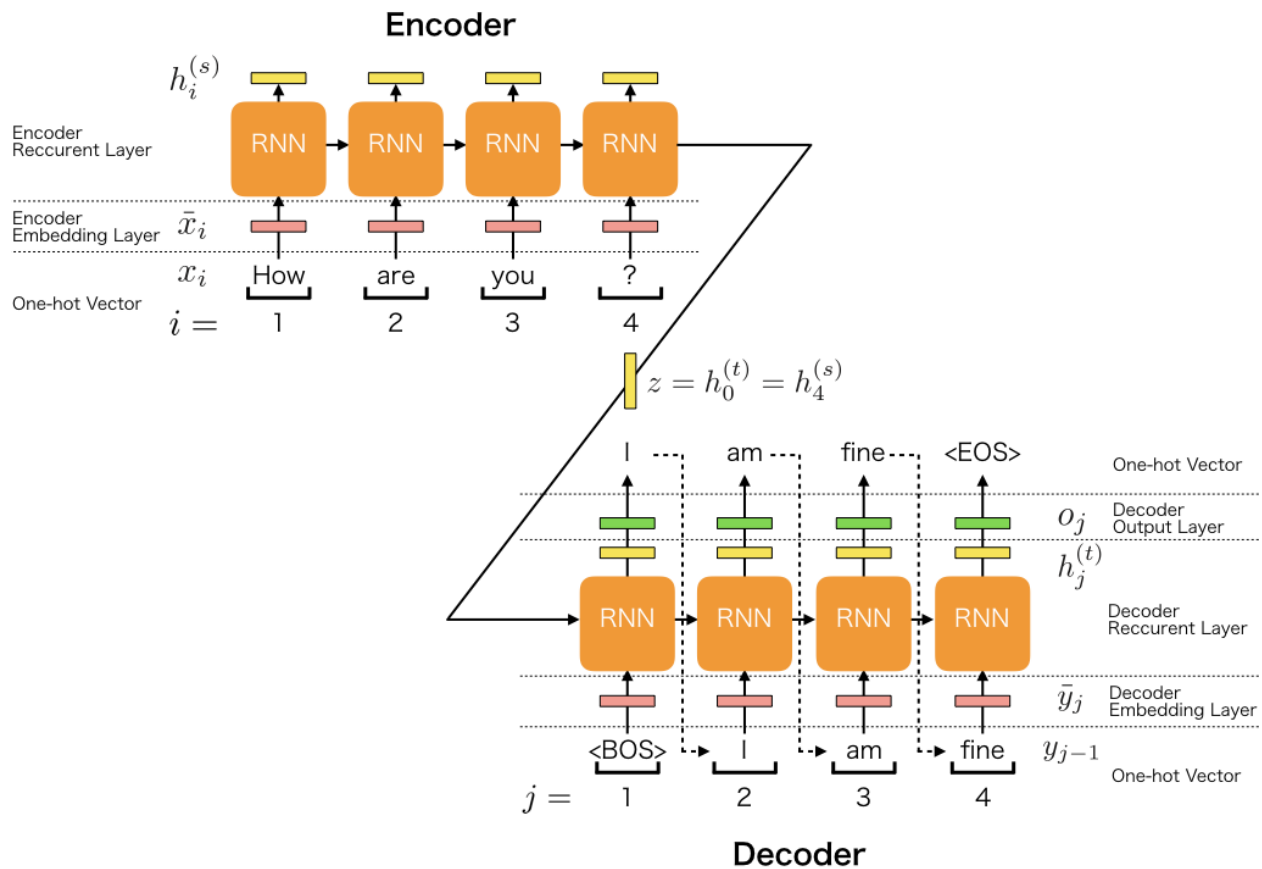 Encoder
h_i^{(s)}
Encoder
Reccurent Layer
RNN RNN RNN RNN
Encoder
Embedding Layer
x̄_i
x_i How are you ?
One-hot Vector
i = 1 2 3 4
z = h_0^{(t)} = h_4^{(s)}
I am fine <EOS>
One-hot Vector
o_j
Decoder
Output Layer
h_j^{(t)}
RNN RNN RNN RNN
Decoder
Reccurent Layer
ȳ_j
Decoder
Embedding Layer
<BOS> I am fine y_{j−1}
One-hot Vector
j = 1 2 3 4
Decoder